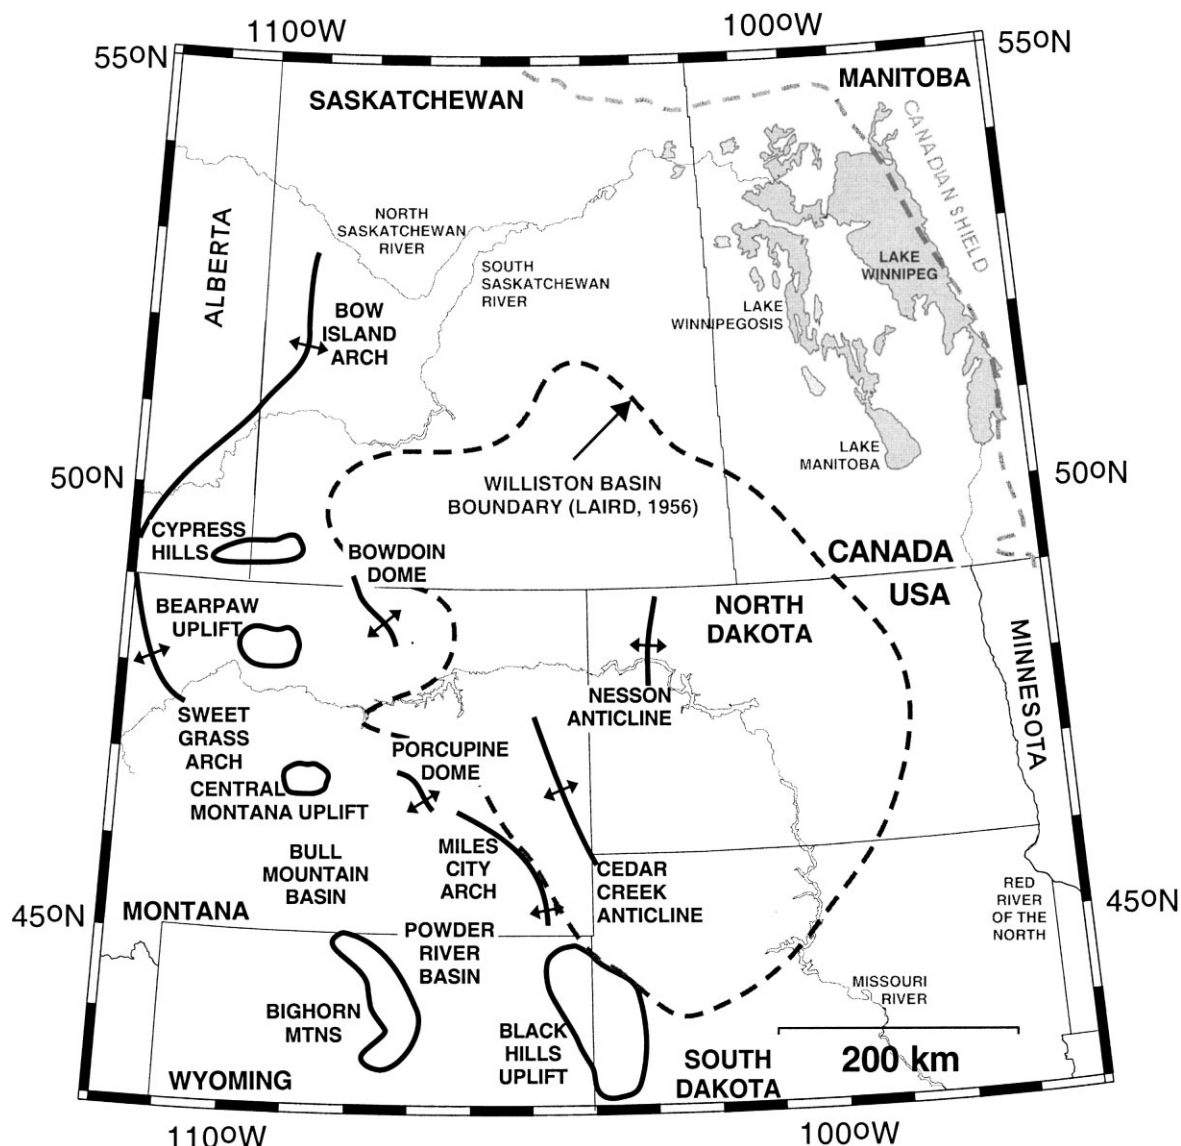 110oW
100oW
55oN
55oN
MANITOBA
SASKATCHEWAN
CANADIAN SHIELD
ALBERTA
NORTH
SASKATCHEWAN
RIVER
SOUTH
SASKATCHEWAN
RIVER
LAKE
WINNIPEG
LAKE
WINNIPEGOSIS
BOW
ISLAND
ARCH
LAKE
MANITOBA
50oN
50oN
WILLISTON BASIN
BOUNDARY (LAIRD, 1956)
CYPRESS
HILLS
BOWDOIN
DOME
CANADA
USA
BEARPAW
UPLIFT
NORTH
DAKOTA
MINNESOTA
NESSON
ANTICLINE
SWEET
GRASS
ARCH
PORCUPINE
DOME
CENTRAL
MONTANA UPLIFT
BULL
MOUNTAIN
BASIN
MILES
CITY
ARCH
CEDAR
CREEK
ANTICLINE
RED
RIVER
OF THE
NORTH
45oN
45oN
MONTANA
POWDER
RIVER
BASIN
MISSOURI
RIVER
BIGHORN
MTNS
BLACK
HILLS
UPLIFT
200 km
SOUTH
DAKOTA
WYOMING
110oW
100oW